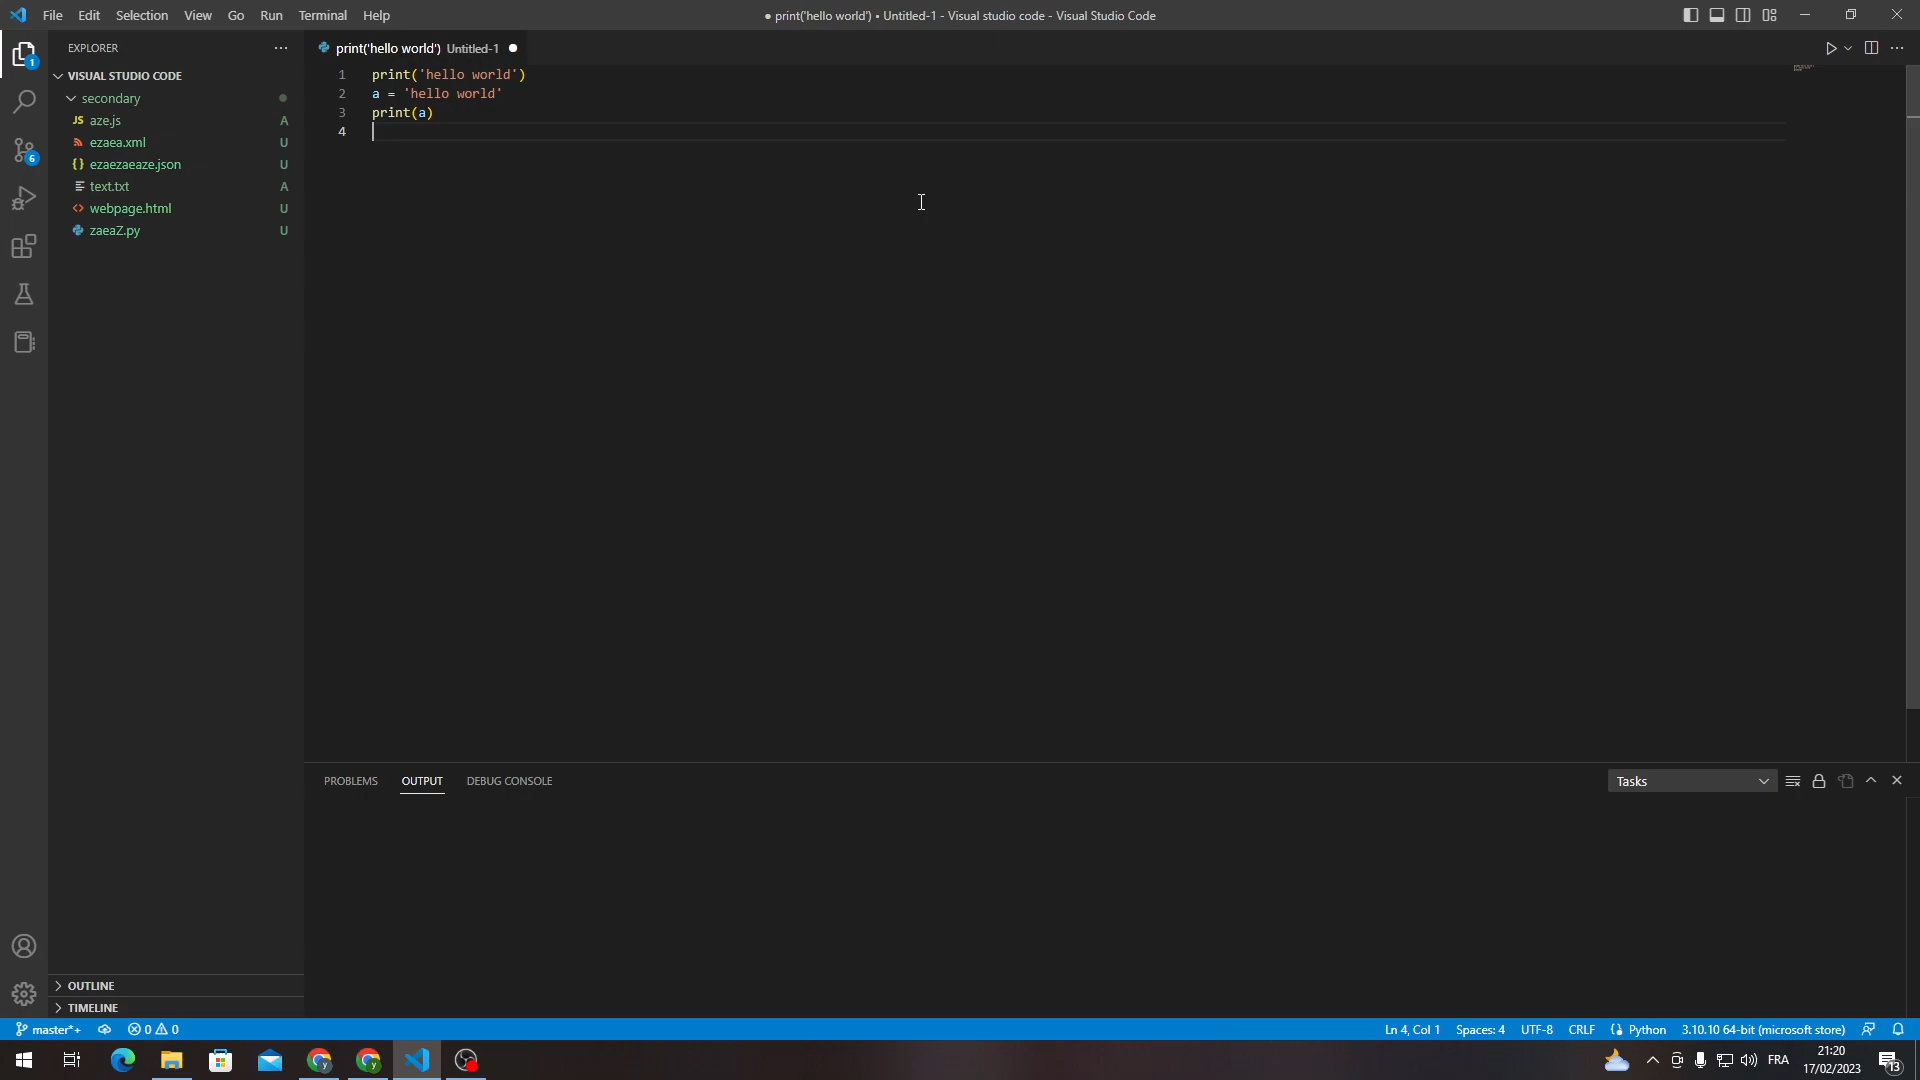 File Edit Selection View Go Run Terminal Help
● print('hello world') • Untitled-1 - Visual studio code - Visual Studio Code
EXPLORER
print('hello world') Untitled-1
1
VISUAL STUDIO CODE
secondary
JS aze.js A
ezaea.xml U
{} ezaezaeaze.json U
text.txt A
<> webpage.html U
zaeaZ.py U
6
1 print('hello world')
2 a = 'hello world'
3 print(a)
4
PROBLEMS OUTPUT DEBUG CONSOLE
Tasks
OUTLINE
TIMELINE
master*+ 0 0
Ln 4, Col 1 Spaces: 4 UTF-8 CRLF {} Python 3.10.10 64-bit (microsoft store)
FRA
21:20
17/02/2023
13